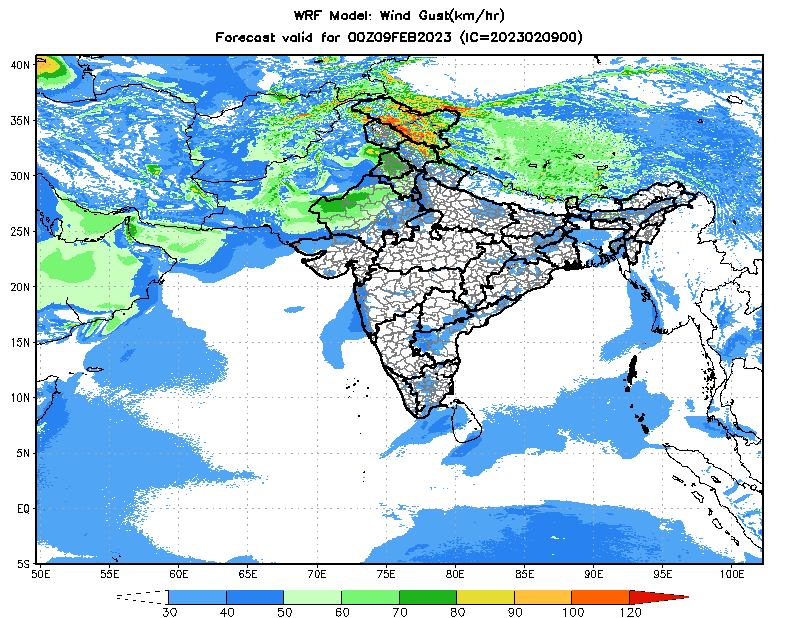 WRF Model: Wind Gust(km/hr)
Forecast valid for 00Z09FEB2023 (IC=2023020900)
40N
35N
30N
25N
20N
15N
10N
5N
EQ
5S
50E 55E 60E 65E 70E 75E 80E 85E 90E 95E 100E
30 40 50 60 70 80 90 100 120